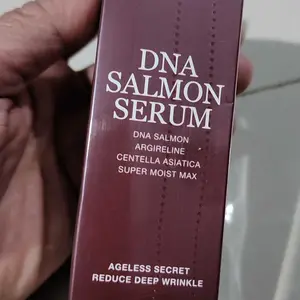 DNA
SALMON
SERUM
DNA SALMON
ARGIRELINE
CENTELLA ASIATICA
SUPER MOIST MAX
AGELESS SECRET
REDUCE DEEP WRINKLE